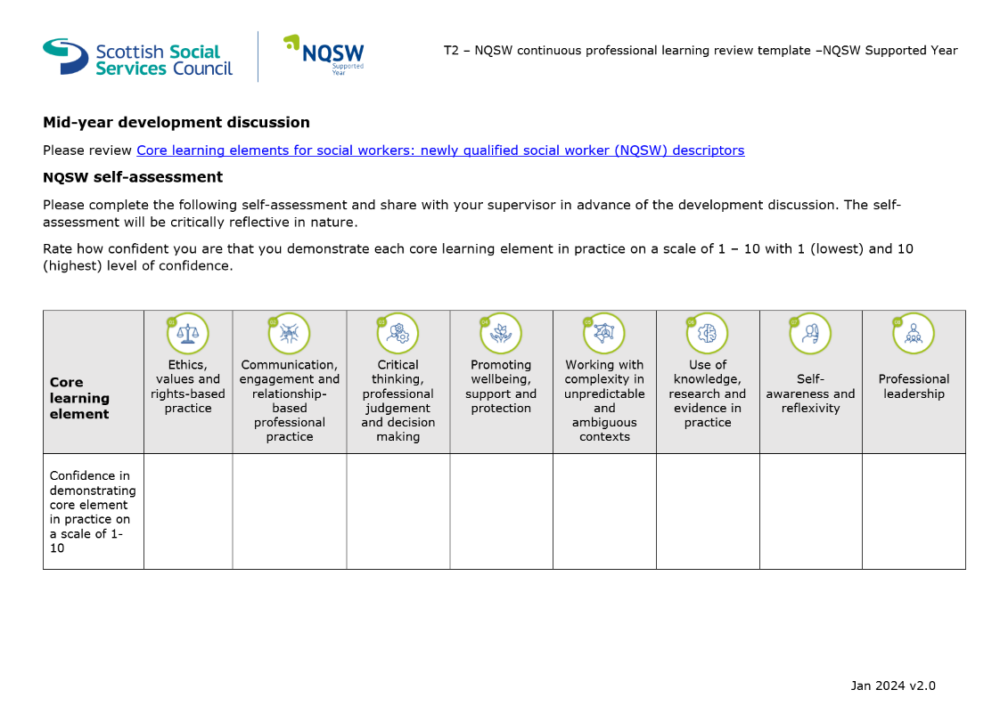 Scottish Social
Services Council
NQSW
Supported
Year
T2 – NQSW continuous professional learning review template –NQSW Supported Year
Mid-year development discussion
Please review Core learning elements for social workers: newly qualified social worker (NQSW) descriptors
NQSW self-assessment
Please complete the following self-assessment and share with your supervisor in advance of the development discussion. The self-
assessment will be critically reflective in nature.
Rate how confident you are that you demonstrate each core learning element in practice on a scale of 1 – 10 with 1 (lowest) and 10
(highest) level of confidence.
Core
learning
element
01
Ethics,
values and
rights-based
practice
02
Communication,
engagement and
relationship-
based
professional
practice
03
Critical
thinking,
professional
judgement
and decision
making
04
Promoting
wellbeing,
support and
protection
05
Working with
complexity in
unpredictable
and
ambiguous
contexts
06
Use of
knowledge,
research and
evidence in
practice
07
Self-
awareness and
reflexivity
08
Professional
leadership
Confidence in
demonstrating
core element
in practice on
a scale of 1-
10
Jan 2024 v2.0